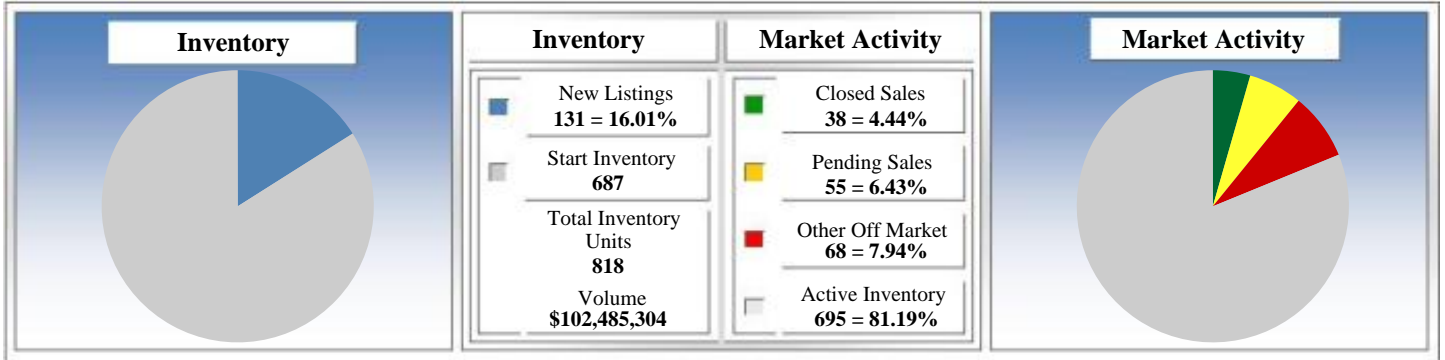 Inventory
Inventory
Market Activity
Market Activity
New Listings
131 = 16.01%
Start Inventory
687
Total Inventory
Units
818
Volume
$102,485,304
Closed Sales
38 = 4.44%
Pending Sales
55 = 6.43%
Other Off Market
68 = 7.94%
Active Inventory
695 = 81.19%